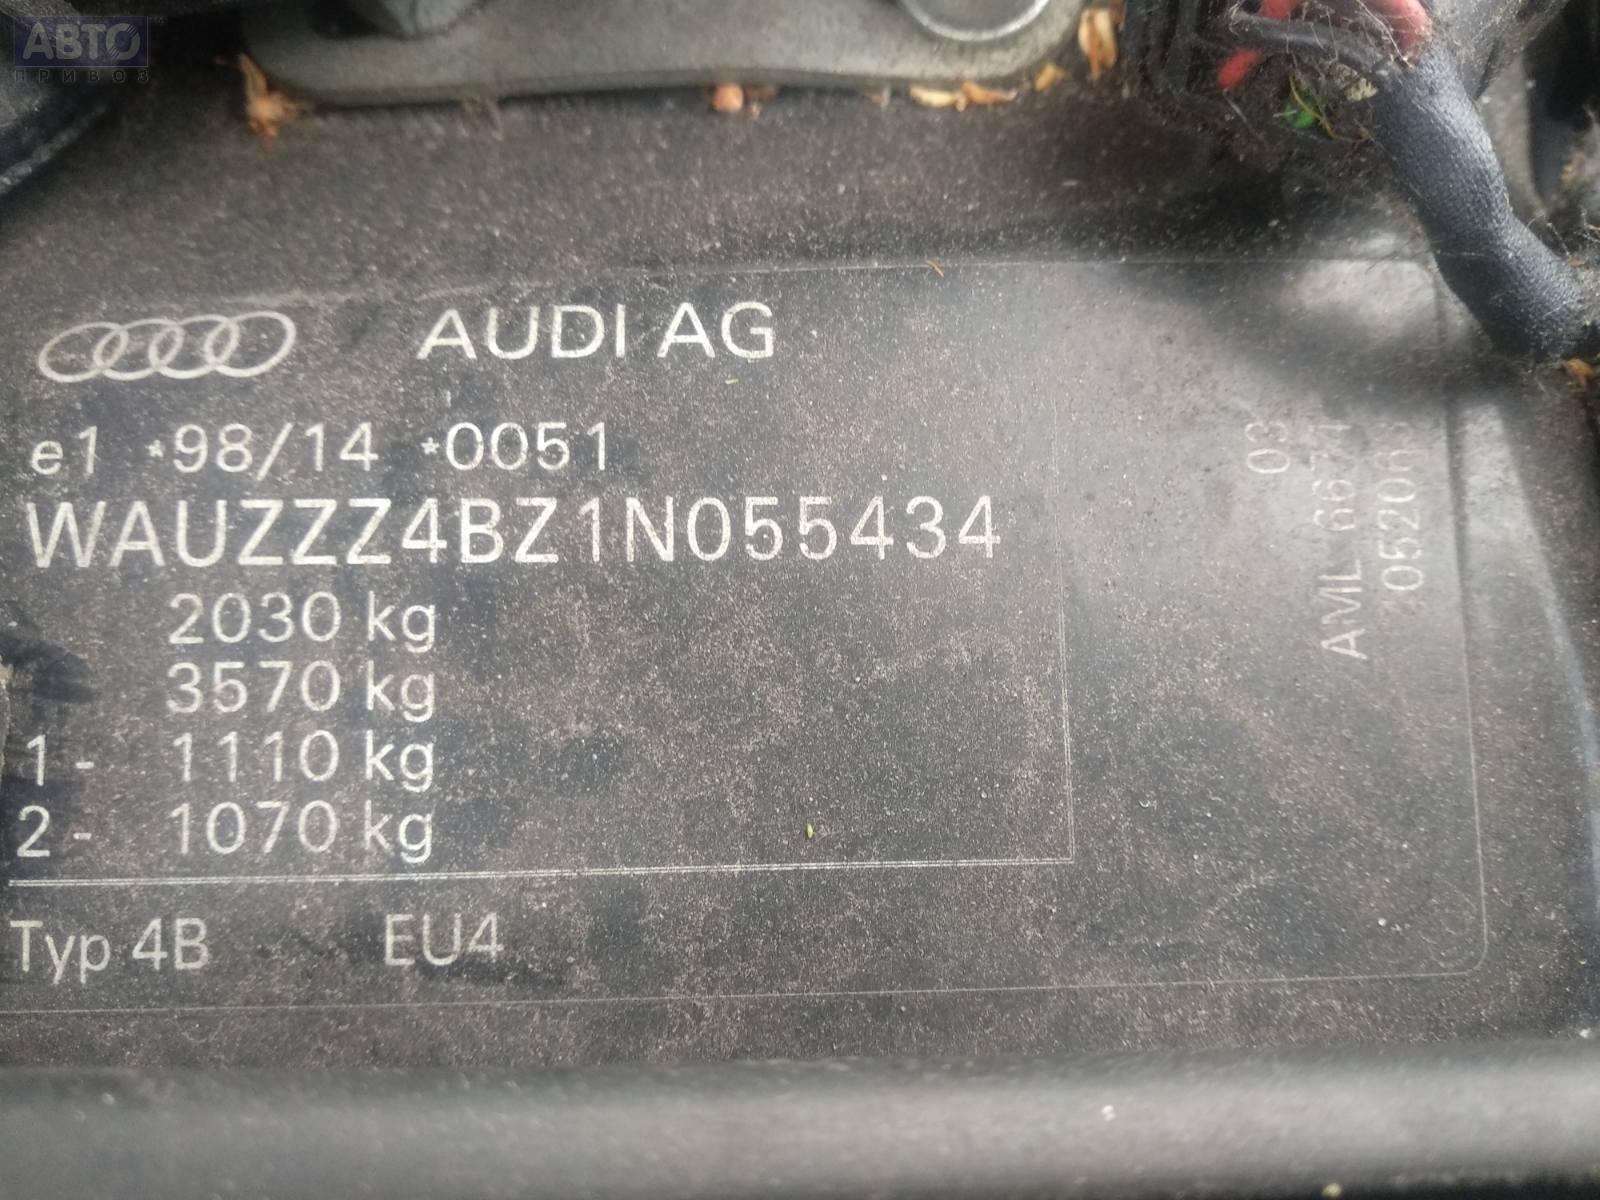 АВТО
ПРИВОЗ
AUDI AG
e1 *98/14 *0051
WAUZZZ4BZ1N055434
2030 kg
3570 kg
1- 1110 kg
2- 1070 kg
Typ 4B EU4
03
AML